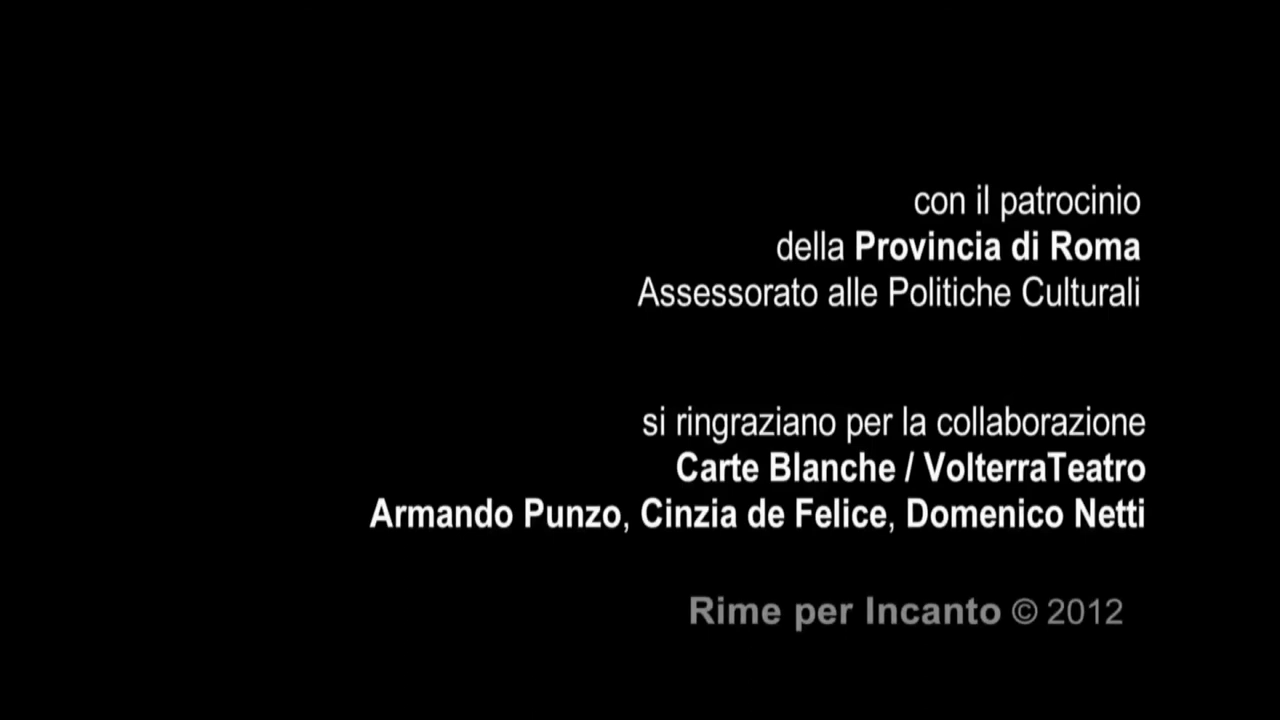 con il patrocinio
della Provincia di Roma
Assessorato alle Politiche Culturali
si ringraziano per la collaborazione
Carte Blanche / VolterraTeatro
Armando Punzo, Cinzia de Felice, Domenico Netti
Rime per Incanto © 2012